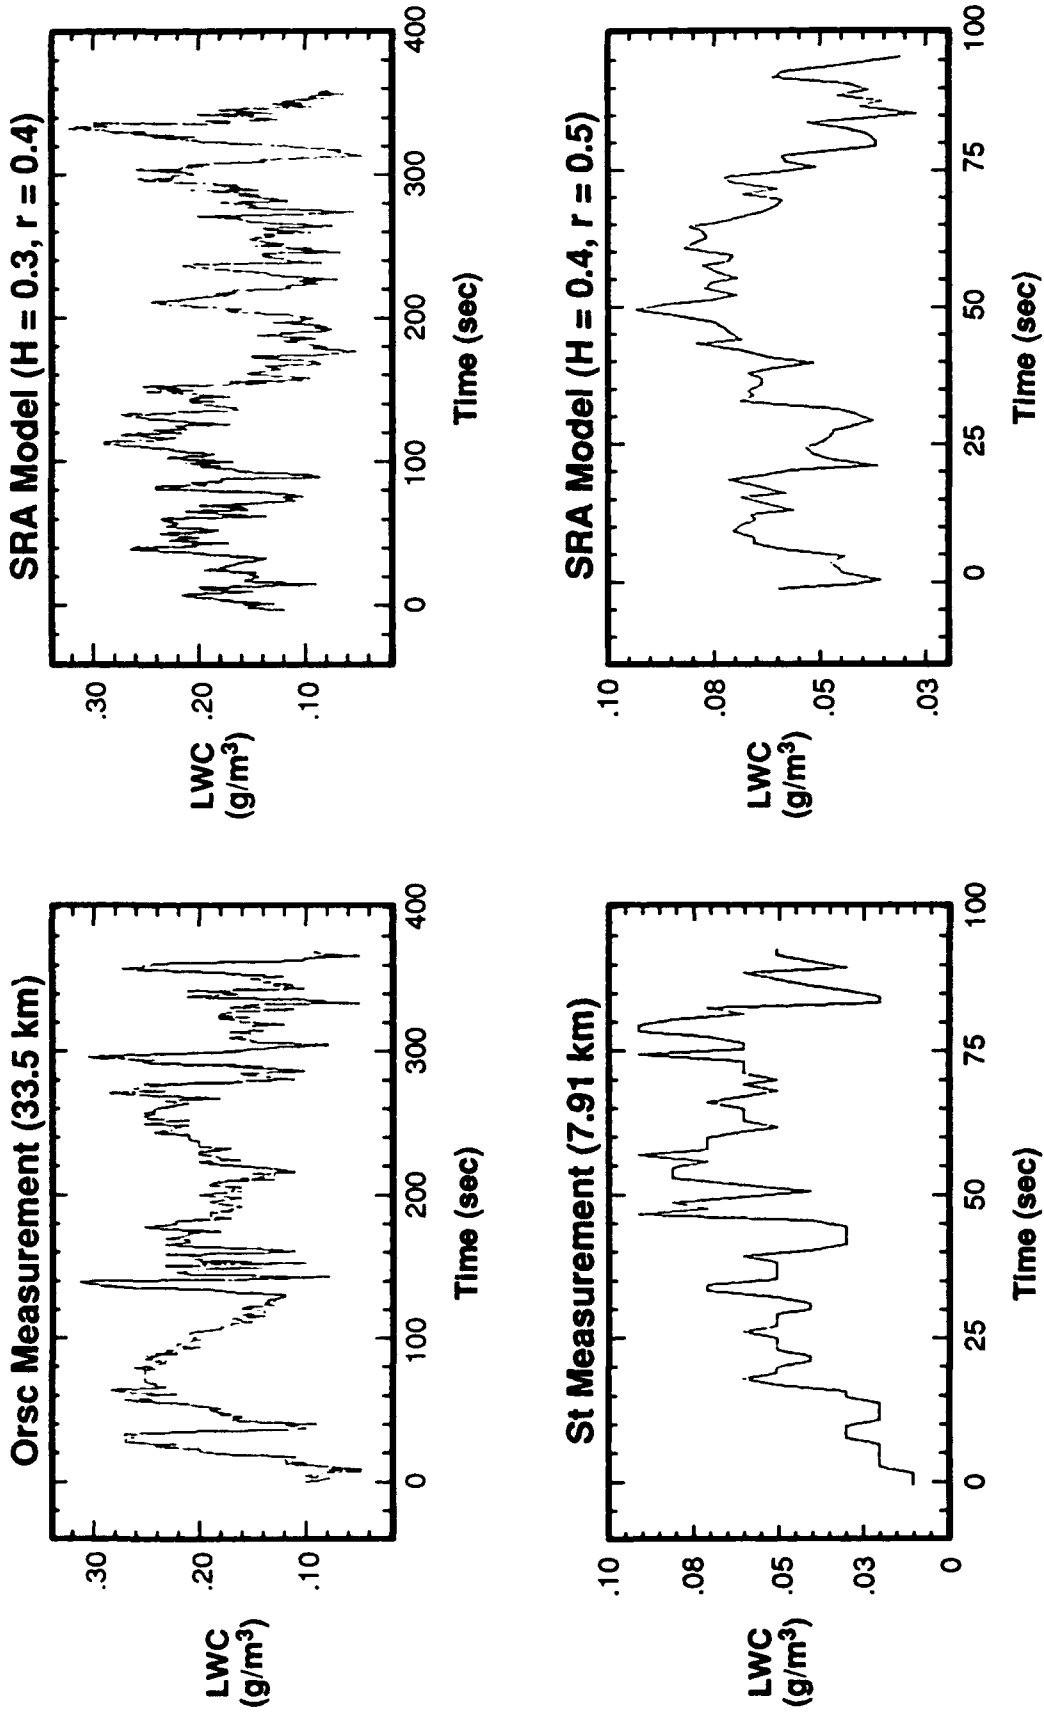 Orsc Measurement (33.5 km)
LWC
(g/m³)
.30
.20
.10
0
100
200
300
400
Time (sec)
SRA Model (H = 0.3, r = 0.4)
LWC
(g/m³)
.30
.20
.10
0
100
200
300
400
Time (sec)
St Measurement (7.91 km)
LWC
(g/m³)
.10
.08
.05
.03
0
0
25
50
75
100
Time (sec)
SRA Model (H = 0.4, r = 0.5)
LWC
(g/m³)
.10
.08
.05
.03
0
25
50
75
100
Time (sec)